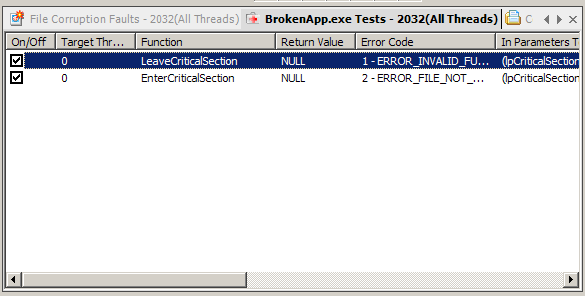 File Corruption Faults - 2032(All Threads) BrokenApp.exe Tests - 2032(All Threads) C
On/Off Target Thr... Function Return Value Error Code In Parameters T
0 LeaveCriticalSection NULL 1 - ERROR_INVALID_FU... (lpCriticalSection
0 EnterCriticalSection NULL 2 - ERROR_FILE_NOT_... (lpCriticalSection